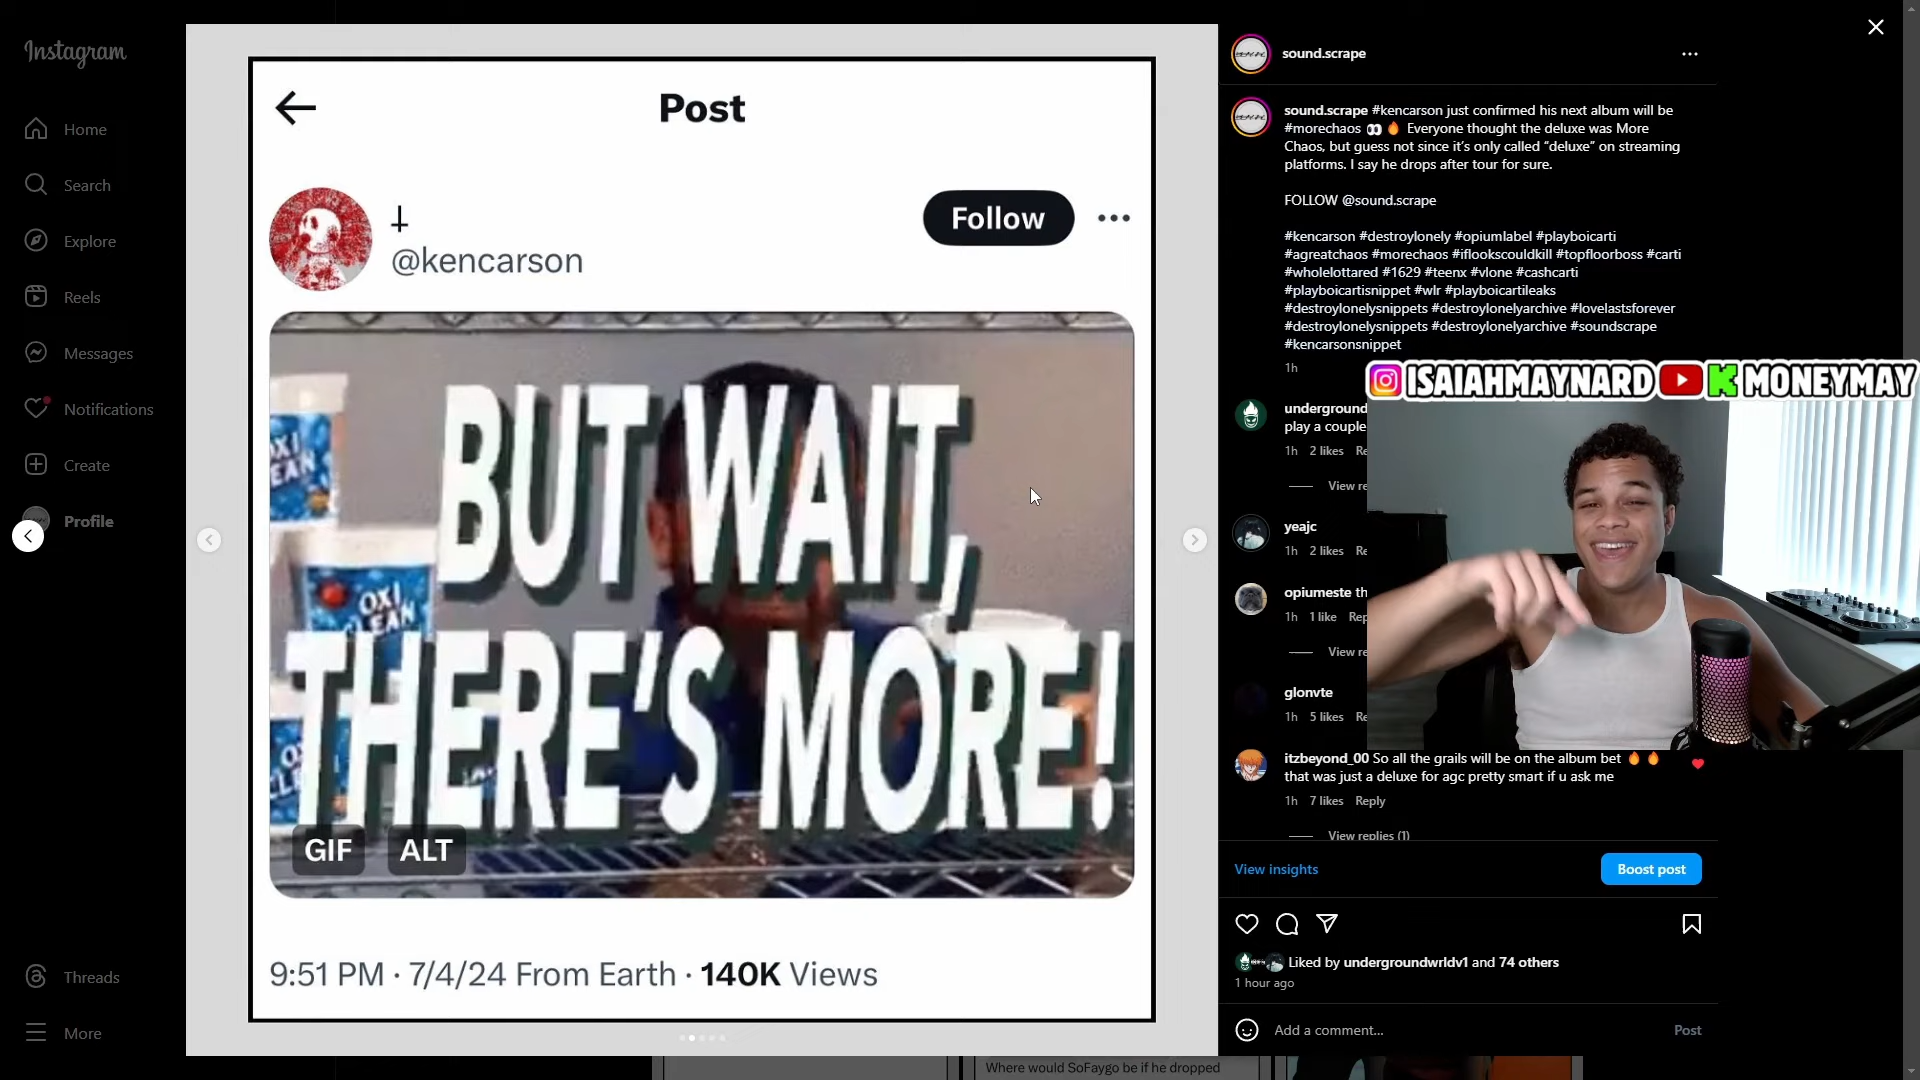 Instagram
Home
Search
Explore
Reels
Messages
Notifications
Create
Profile
Threads
More
Post
@kencarson
Follow
BUT WAIT,
THERE'S MORE!
OXI
CLEAN
GIF
ALT
9:51 PM · 7/4/24 From Earth · 140K Views
sound.scrape
sound.scrape #kencarson just confirmed his next album will be
#morechaos 👀 🔥 Everyone thought the deluxe was More
Chaos, but guess not since it's only called "deluxe" on streaming
platforms. I say he drops after tour for sure.
FOLLOW @sound.scrape
#kencarson #destroylonely #opiumlabel #playboicarti
#agreatchaos #morechaos #iflookscouldkill #topfloorboss #carti
#wholelottared #1629 #teenx #vlone #cashcarti
#playboicartisnippet #wlr #playboicartileaks
#destroylonelysnippets #destroylonelyarchive #lovelastsforever
#destroylonelysnippets #destroylonelyarchive #soundscrape
#kencarsonsnippet
1h
ISAIAHMAYNARD K MONEYMAY
underground
play a couple
1h 2 likes Re
View re
yeajc
1h 2 likes Re
opiumeste th
1h 1 like Rep
View re
glonvte
1h 5 likes Re
itzbeyond_00 So all the grails will be on the album bet 🔥 🔥
that was just a deluxe for agc pretty smart if u ask me
1h 7 likes Reply
View replies (1)
View insights
Boost post
Liked by undergroundwrldv1 and 74 others
1 hour ago
Add a comment...
Post
Where would SoFaygo be if he dropped